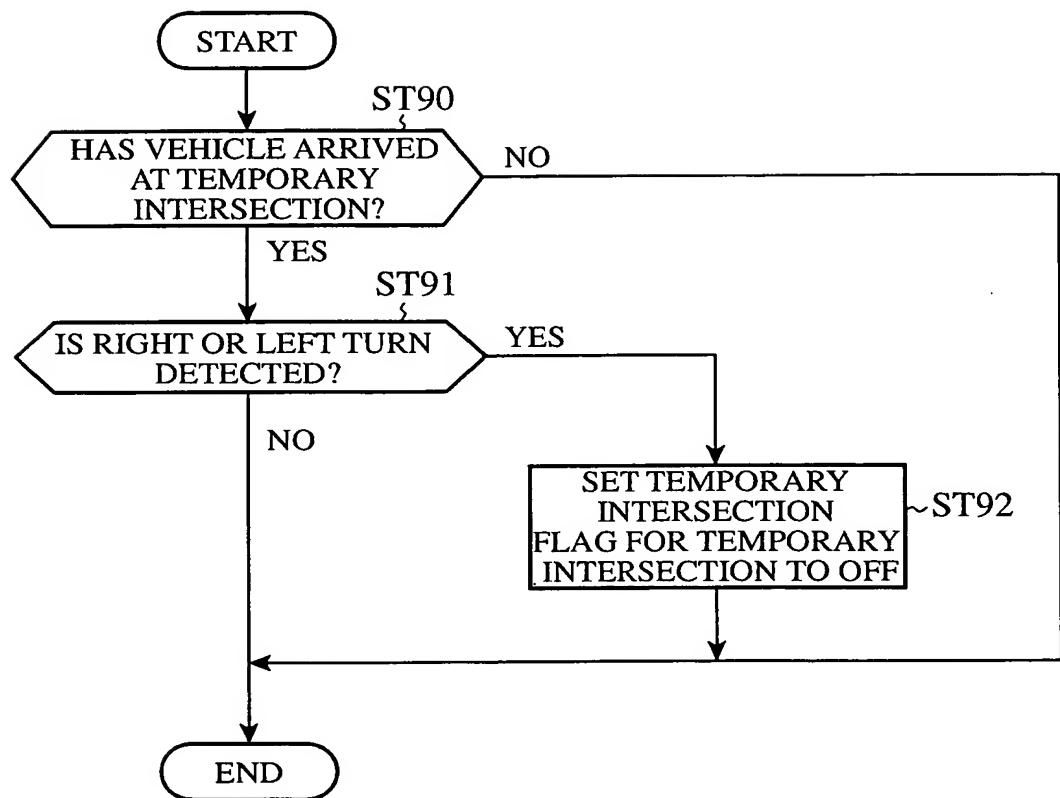 START
ST90
HAS VEHICLE ARRIVED
AT TEMPORARY
INTERSECTION?
NO
YES
ST91
IS RIGHT OR LEFT TURN
DETECTED?
YES
NO
SET TEMPORARY
INTERSECTION
FLAG FOR TEMPORARY
INTERSECTION TO OFF
ST92
END